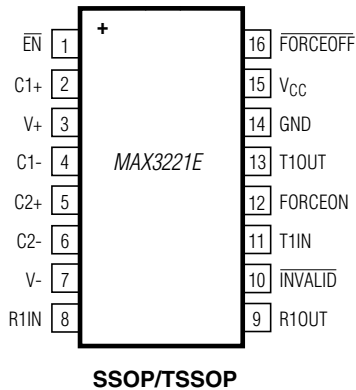 +
EN 1
C1+ 2
V+ 3
C1- 4
C2+ 5
C2- 6
V- 7
R1IN 8
MAX3221E
16 FORCEOFF
15 VCC
14 GND
13 T1OUT
12 FORCEON
11 T1IN
10 INVALID
9 R1OUT
SSOP/TSSOP